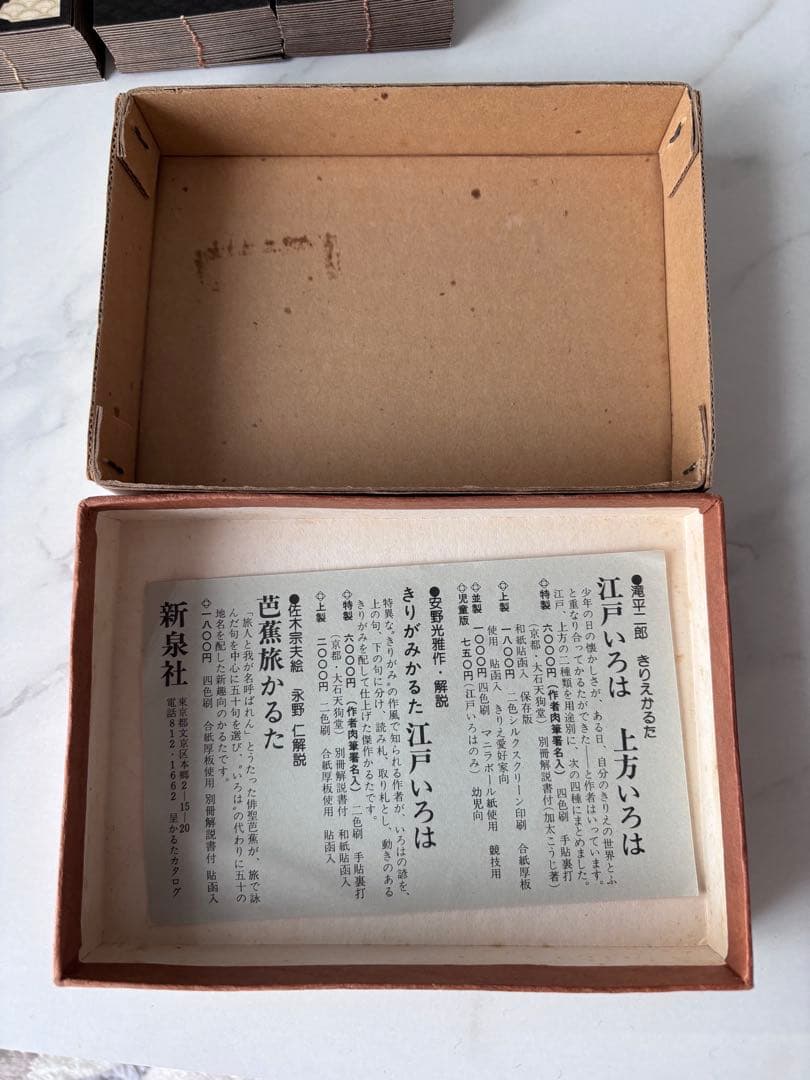 ●滝平二郎　きりえかるた
江戸いろは　上方いろは
少年の日の懐かしさが、ある日、自分のきりえの世界とふ
と重なり合ってかるたができた――と作者はいっています。
江戸、上方の二種類を用途別に、次の四種にまとめました。
✧特製　六〇〇〇円（作者肉筆署名入）　四色刷　手貼裏打
（京都・大石天狗堂）　別冊解説書付（加太こうじ著）
和紙貼函入　保存版
✧上製　一八〇〇円　二色シルクスクリーン印刷　合紙厚板
使用　貼函入　きりえ愛好家向
✧並製　一〇〇〇円　四色刷　マニラボール紙使用　競技用
✧児童版　七五〇円（江戸いろはのみ）　幼児向
●安野光雅作・解説
きりがみかるた 江戸いろは
特異な〝きりがみ〟の作風で知られる作者が、いろはの諺を、
上の句、下の句に分け、読み札、取り札とし、動きのある
きりがみを配して仕上げた傑作かるたです。
✧特製　六〇〇〇円（作者肉筆署名入）　二色刷　手貼裏打
（京都・大石天狗堂）　別冊解説書付　和紙貼函入
✧上製　二〇〇〇円　二色刷　合紙厚板使用　貼函入
●佐木宗夫絵　永野 仁解説
芭蕉旅かるた
「旅人と我が名呼ばれん」とうたった俳聖芭蕉が、旅で詠
んだ句を中心に五十句を選び、〝いろは〟の代わりに五十の
地名を配した新趣向のかるたです。
✧一八〇〇円　四色刷　合紙厚板使用　別冊解説書付　貼函入
新泉社　東京都文京区本郷2―15―20
電話812・1662　呈かるたカタログ